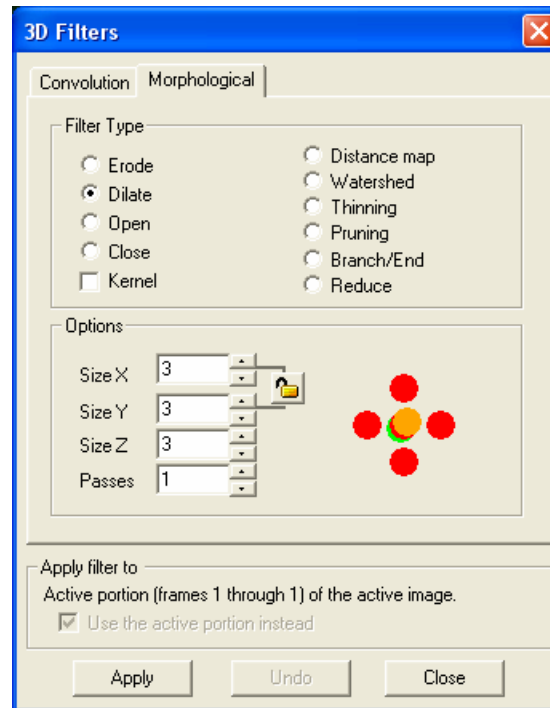 3D Filters
Convolution Morphological
Filter Type
Erode
Dilate
Open
Close
Kernel
Distance map
Watershed
Thinning
Pruning
Branch/End
Reduce
Options
Size X 3
Size Y 3
Size Z 3
Passes 1
Apply filter to
Active portion (frames 1 through 1) of the active image.
Use the active portion instead
Apply Undo Close